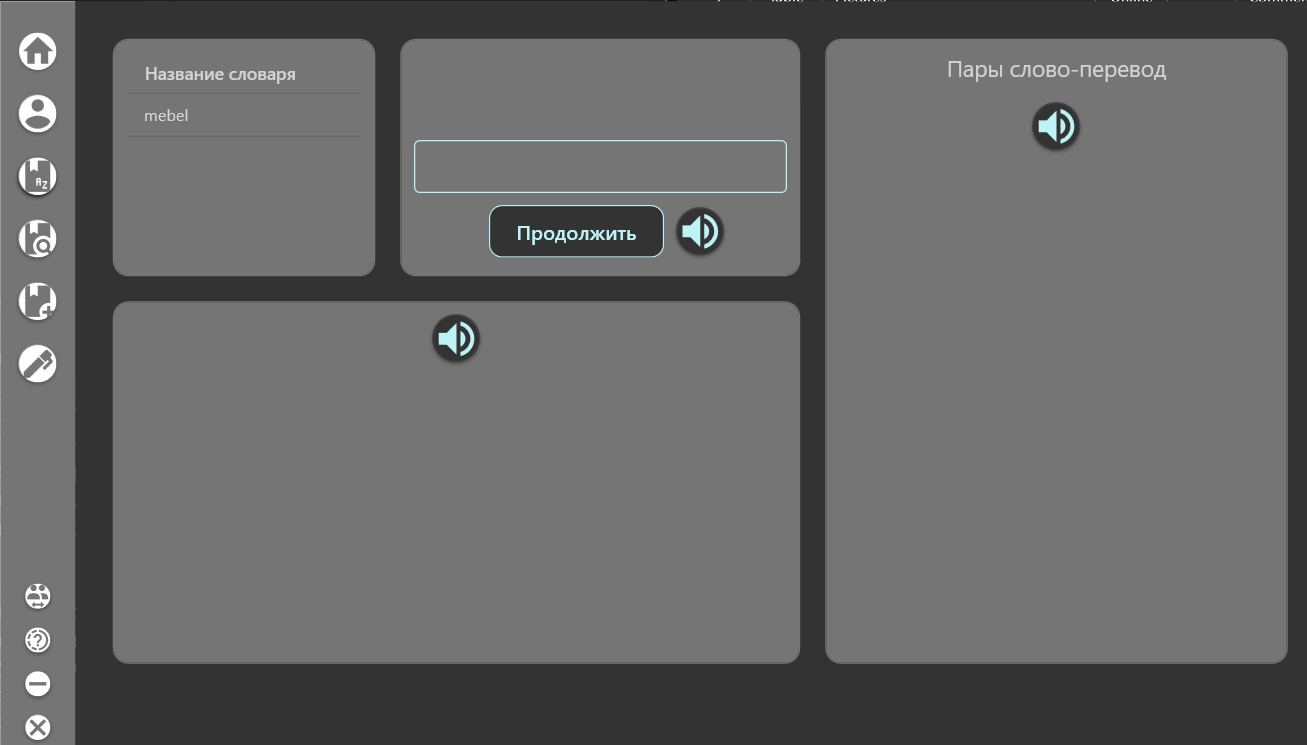 Название словаря
mebel
Продолжить
Пары слово-перевод